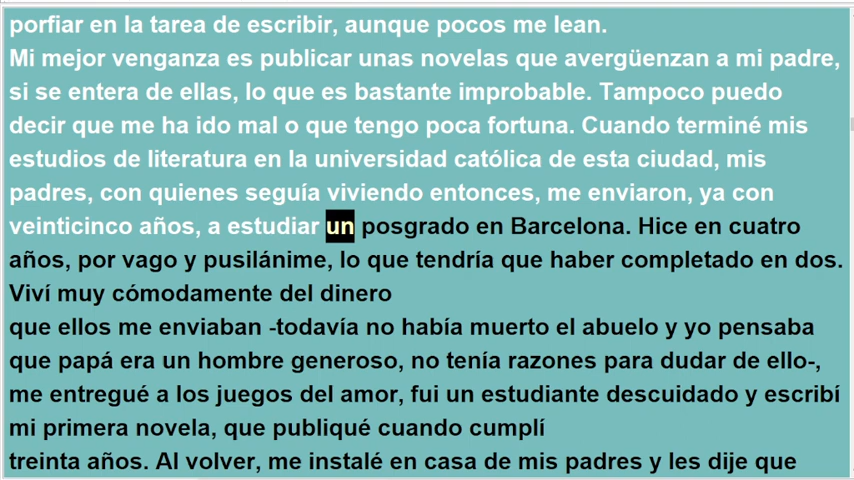 porfiar en la tarea de escribir, aunque pocos me lean.
Mi mejor venganza es publicar unas novelas que avergüenzan a mi padre,
si se entera de ellas, lo que es bastante improbable. Tampoco puedo
decir que me ha ido mal o que tengo poca fortuna. Cuando terminé mis
estudios de literatura en la universidad católica de esta ciudad, mis
padres, con quienes seguía viviendo entonces, me enviaron, ya con
veinticinco años, a estudiar un posgrado en Barcelona. Hice en cuatro
años, por vago y pusilánime, lo que tendría que haber completado en dos.
Viví muy cómodamente del dinero
que ellos me enviaban -todavía no había muerto el abuelo y yo pensaba
que papá era un hombre generoso, no tenía razones para dudar de ello-,
me entregué a los juegos del amor, fui un estudiante descuidado y escribí
mi primera novela, que publiqué cuando cumplí
treinta años. Al volver, me instalé en casa de mis padres y les dije que